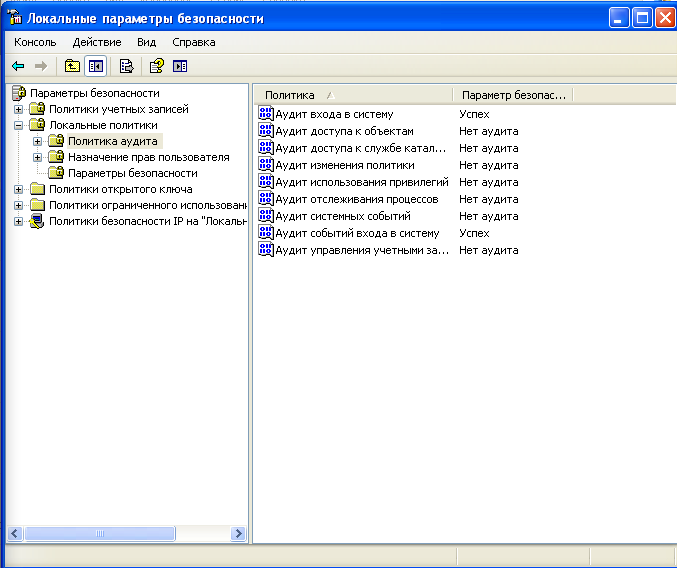 Локальные параметры безопасности
Консоль Действие Вид Справка
Параметры безопасности
Политики учетных записей
Локальные политики
Политика аудита
Назначение прав пользователя
Параметры безопасности
Политики открытого ключа
Политики ограниченного использован
Политики безопасности IP на "Локальн
Политика Параметр безопас...
Аудит входа в систему Успех
Аудит доступа к объектам Нет аудита
Аудит доступа к службе катал... Нет аудита
Аудит изменения политики Нет аудита
Аудит использования привилегий Нет аудита
Аудит отслеживания процессов Нет аудита
Аудит системных событий Нет аудита
Аудит событий входа в систему Успех
Аудит управления учетными за... Нет аудита